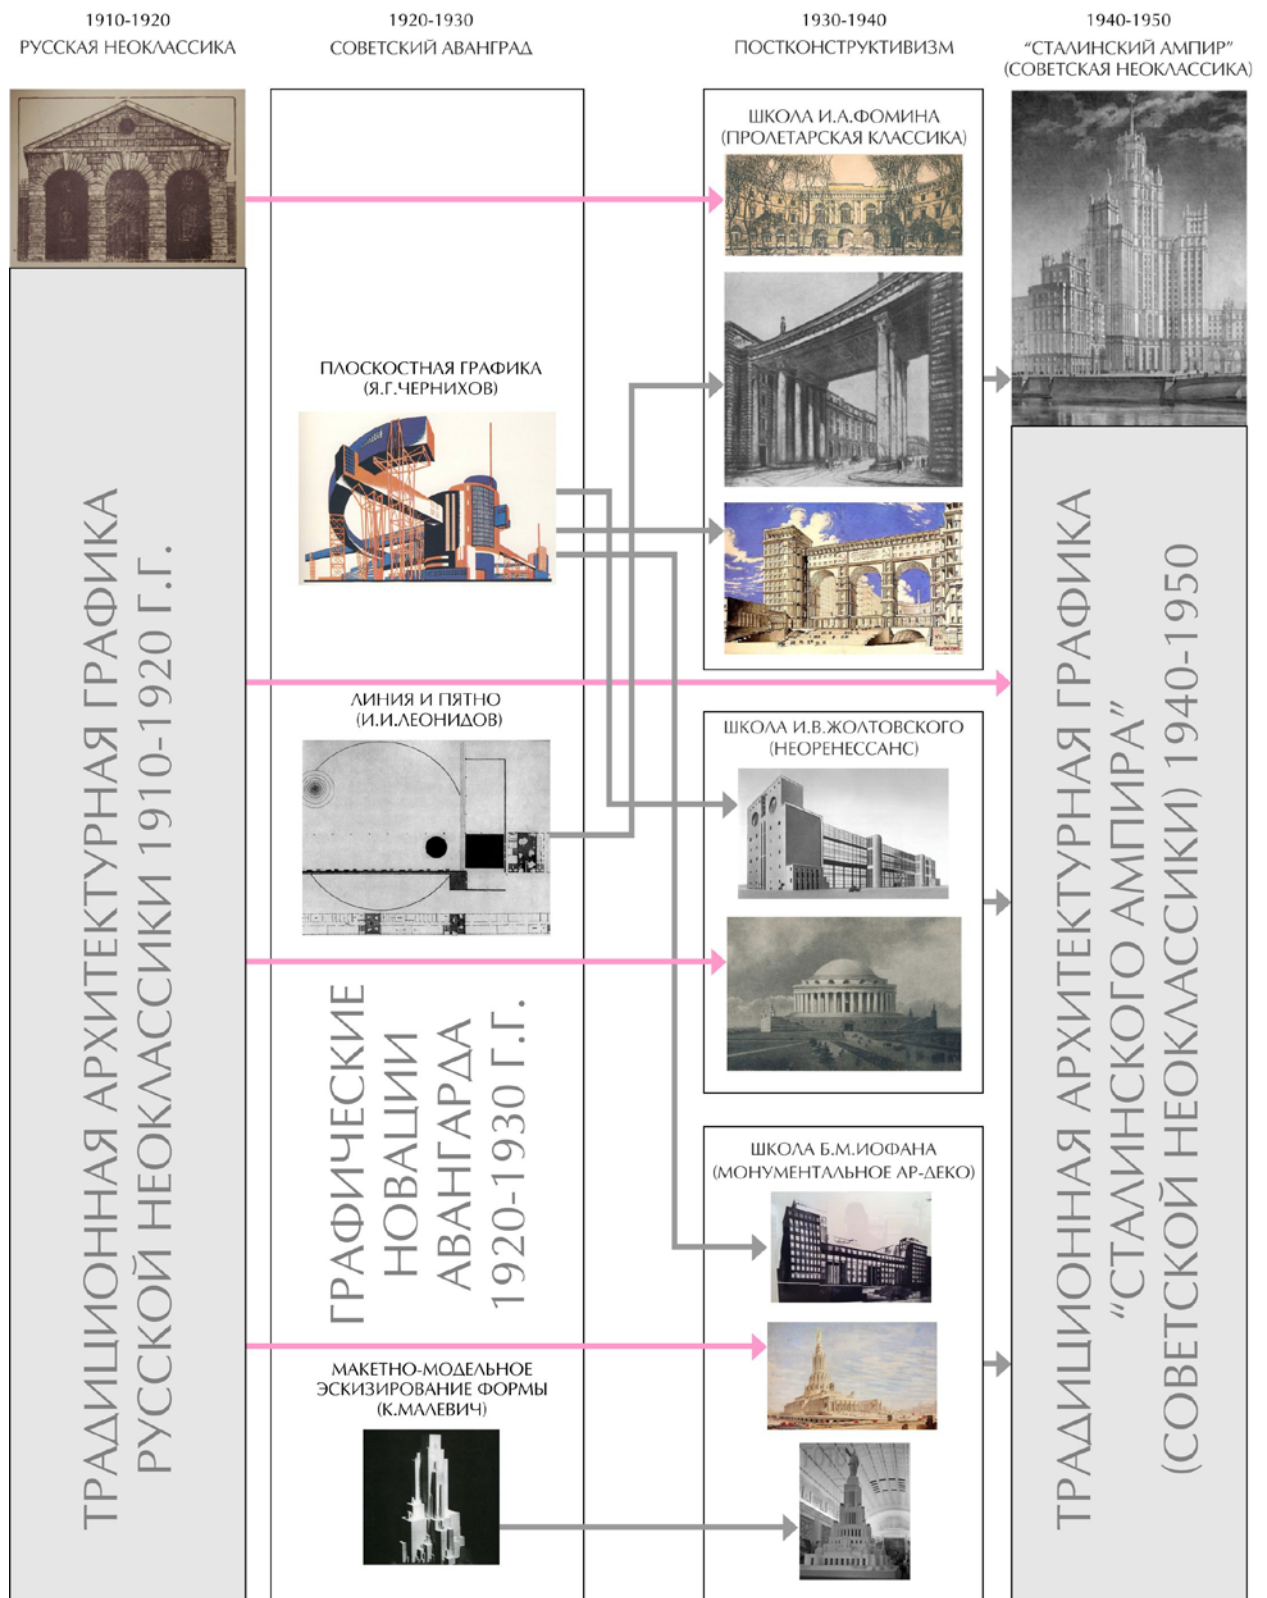 1910-1920
РУССКАЯ НЕОКЛАССИКА
1920-1930
СОВЕТСКИЙ АВАНГРАД
1930-1940
ПОСТКОНСТРУКТИВИЗМ
1940-1950
“СТАЛИНСКИЙ АМПИР”
(СОВЕТСКАЯ НЕОКЛАССИКА)
ТРАДИЦИОННАЯ АРХИТЕКТУРНАЯ ГРАФИКА
РУССКОЙ НЕОКЛАССИКИ 1910-1920 Г.Г.
ПЛОСКОСТНАЯ ГРАФИКА
(Я.Г.ЧЕРНИХОВ)
ЛИНИЯ И ПЯТНО
(И.И.ЛЕОНИДОВ)
ГРАФИЧЕСКИЕ
НОВАЦИИ
АВАНГАРДА
1920-1930 Г.Г.
МАКЕТНО-МОДЕЛЬНОЕ
ЭСКИЗИРОВАНИЕ ФОРМЫ
(К.МАЛЕВИЧ)
ШКОЛА И.А.ФОМИНА
(ПРОЛЕТАРСКАЯ КЛАССИКА)
ШКОЛА И.В.ЖОЛТОВСКОГО
(НЕОРЕНЕССАНС)
ШКОЛА Б.М.ИОФАНА
(МОНУМЕНТАЛЬНОЕ АР-ДЕКО)
ТРАДИЦИОННАЯ АРХИТЕКТУРНАЯ ГРАФИКА
“СТАЛИНСКОГО АМПИРА”
(СОВЕТСКОЙ НЕОКЛАССИКИ) 1940-1950